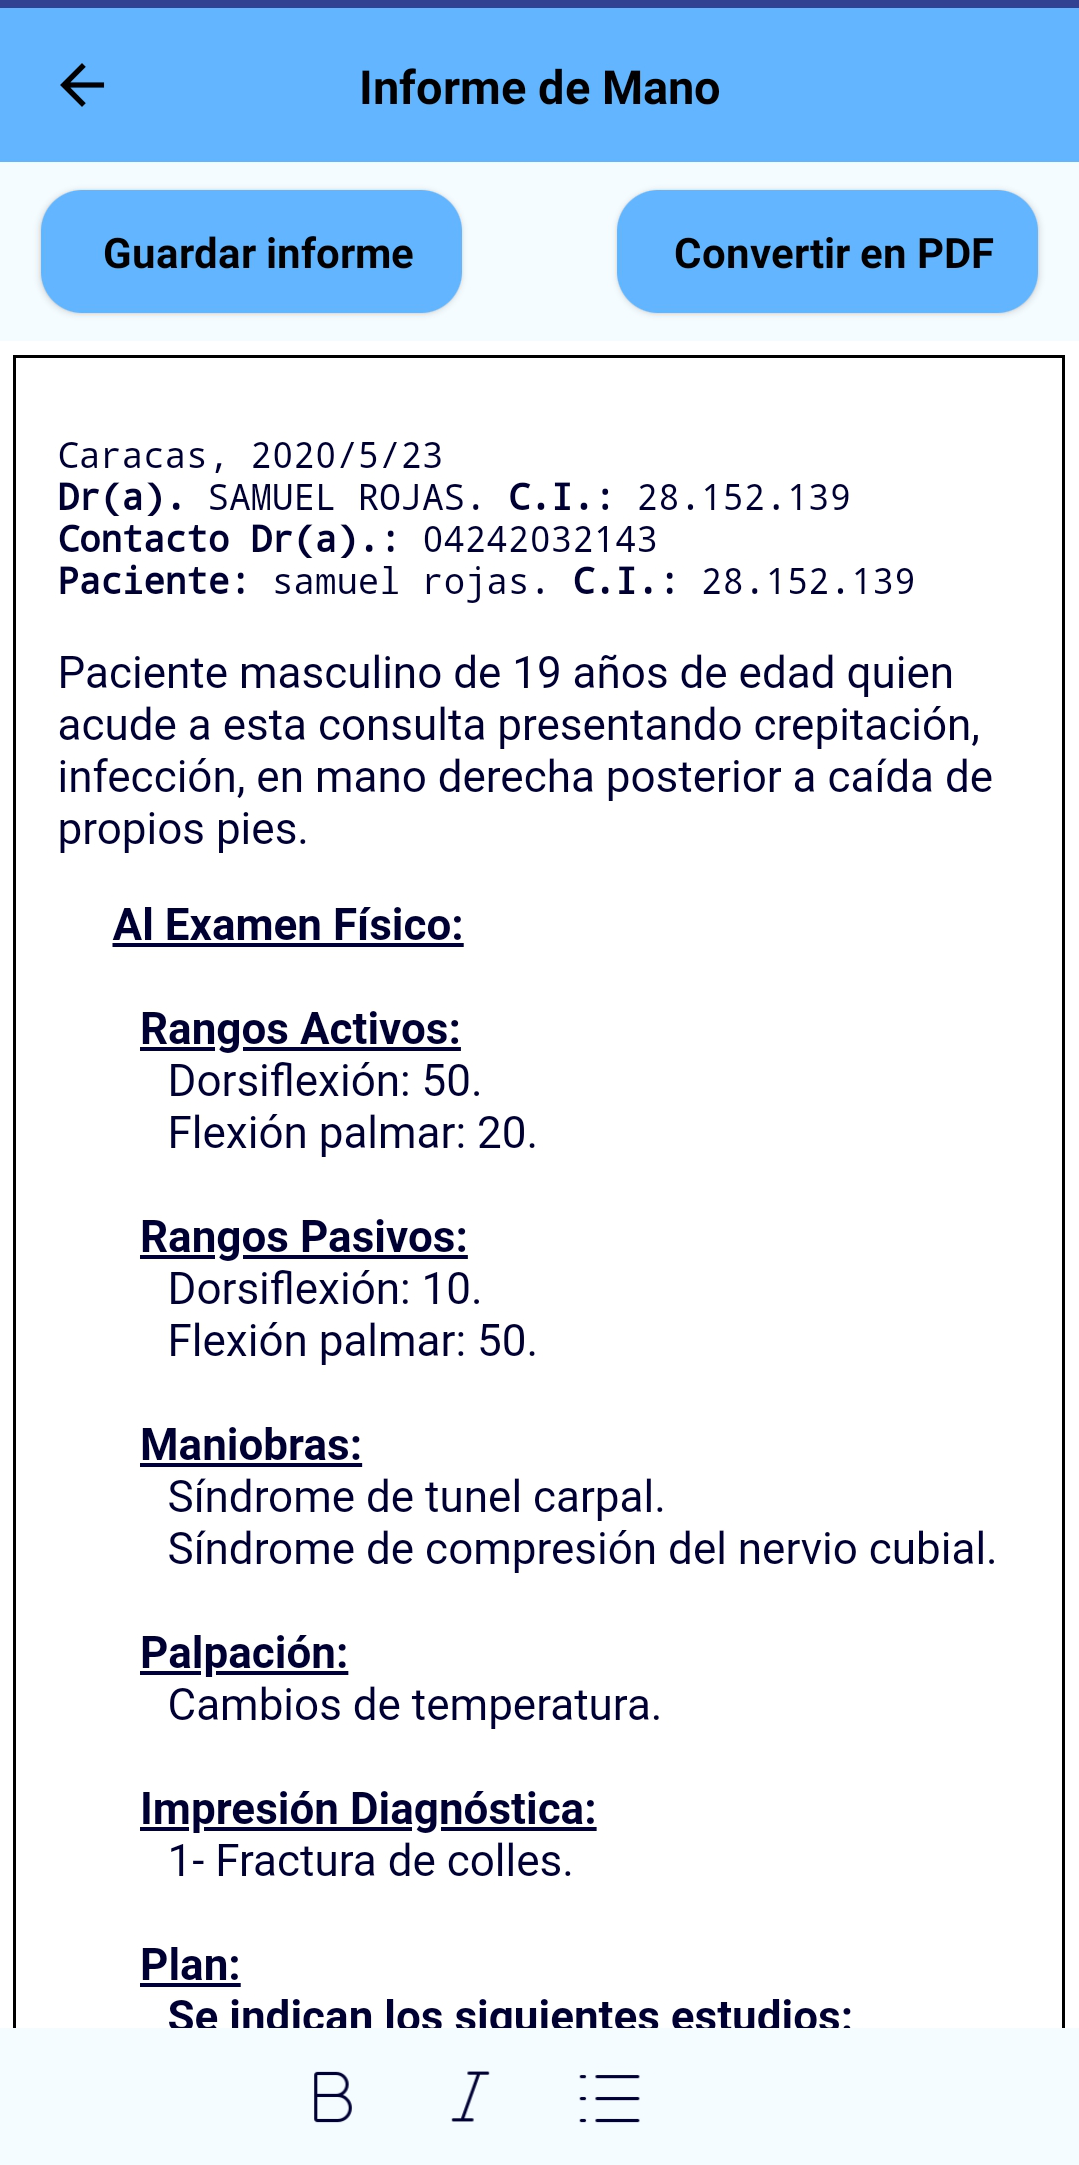 Informe de Mano
Guardar informe
Convertir en PDF
Caracas, 2020/5/23
Dr(a). SAMUEL ROJAS. C.I.: 28.152.139
Contacto Dr(a).: 04242032143
Paciente: samuel rojas. C.I.: 28.152.139
Paciente masculino de 19 años de edad quien
acude a esta consulta presentando crepitación,
infección, en mano derecha posterior a caída de
propios pies.
Al Examen Físico:
Rangos Activos:
Dorsiflexión: 50.
Flexión palmar: 20.
Rangos Pasivos:
Dorsiflexión: 10.
Flexión palmar: 50.
Maniobras:
Síndrome de tunel carpal.
Síndrome de compresión del nervio cubial.
Palpación:
Cambios de temperatura.
Impresión Diagnóstica:
1- Fractura de colles.
Plan:
Se indican los siguientes estudios:
B I